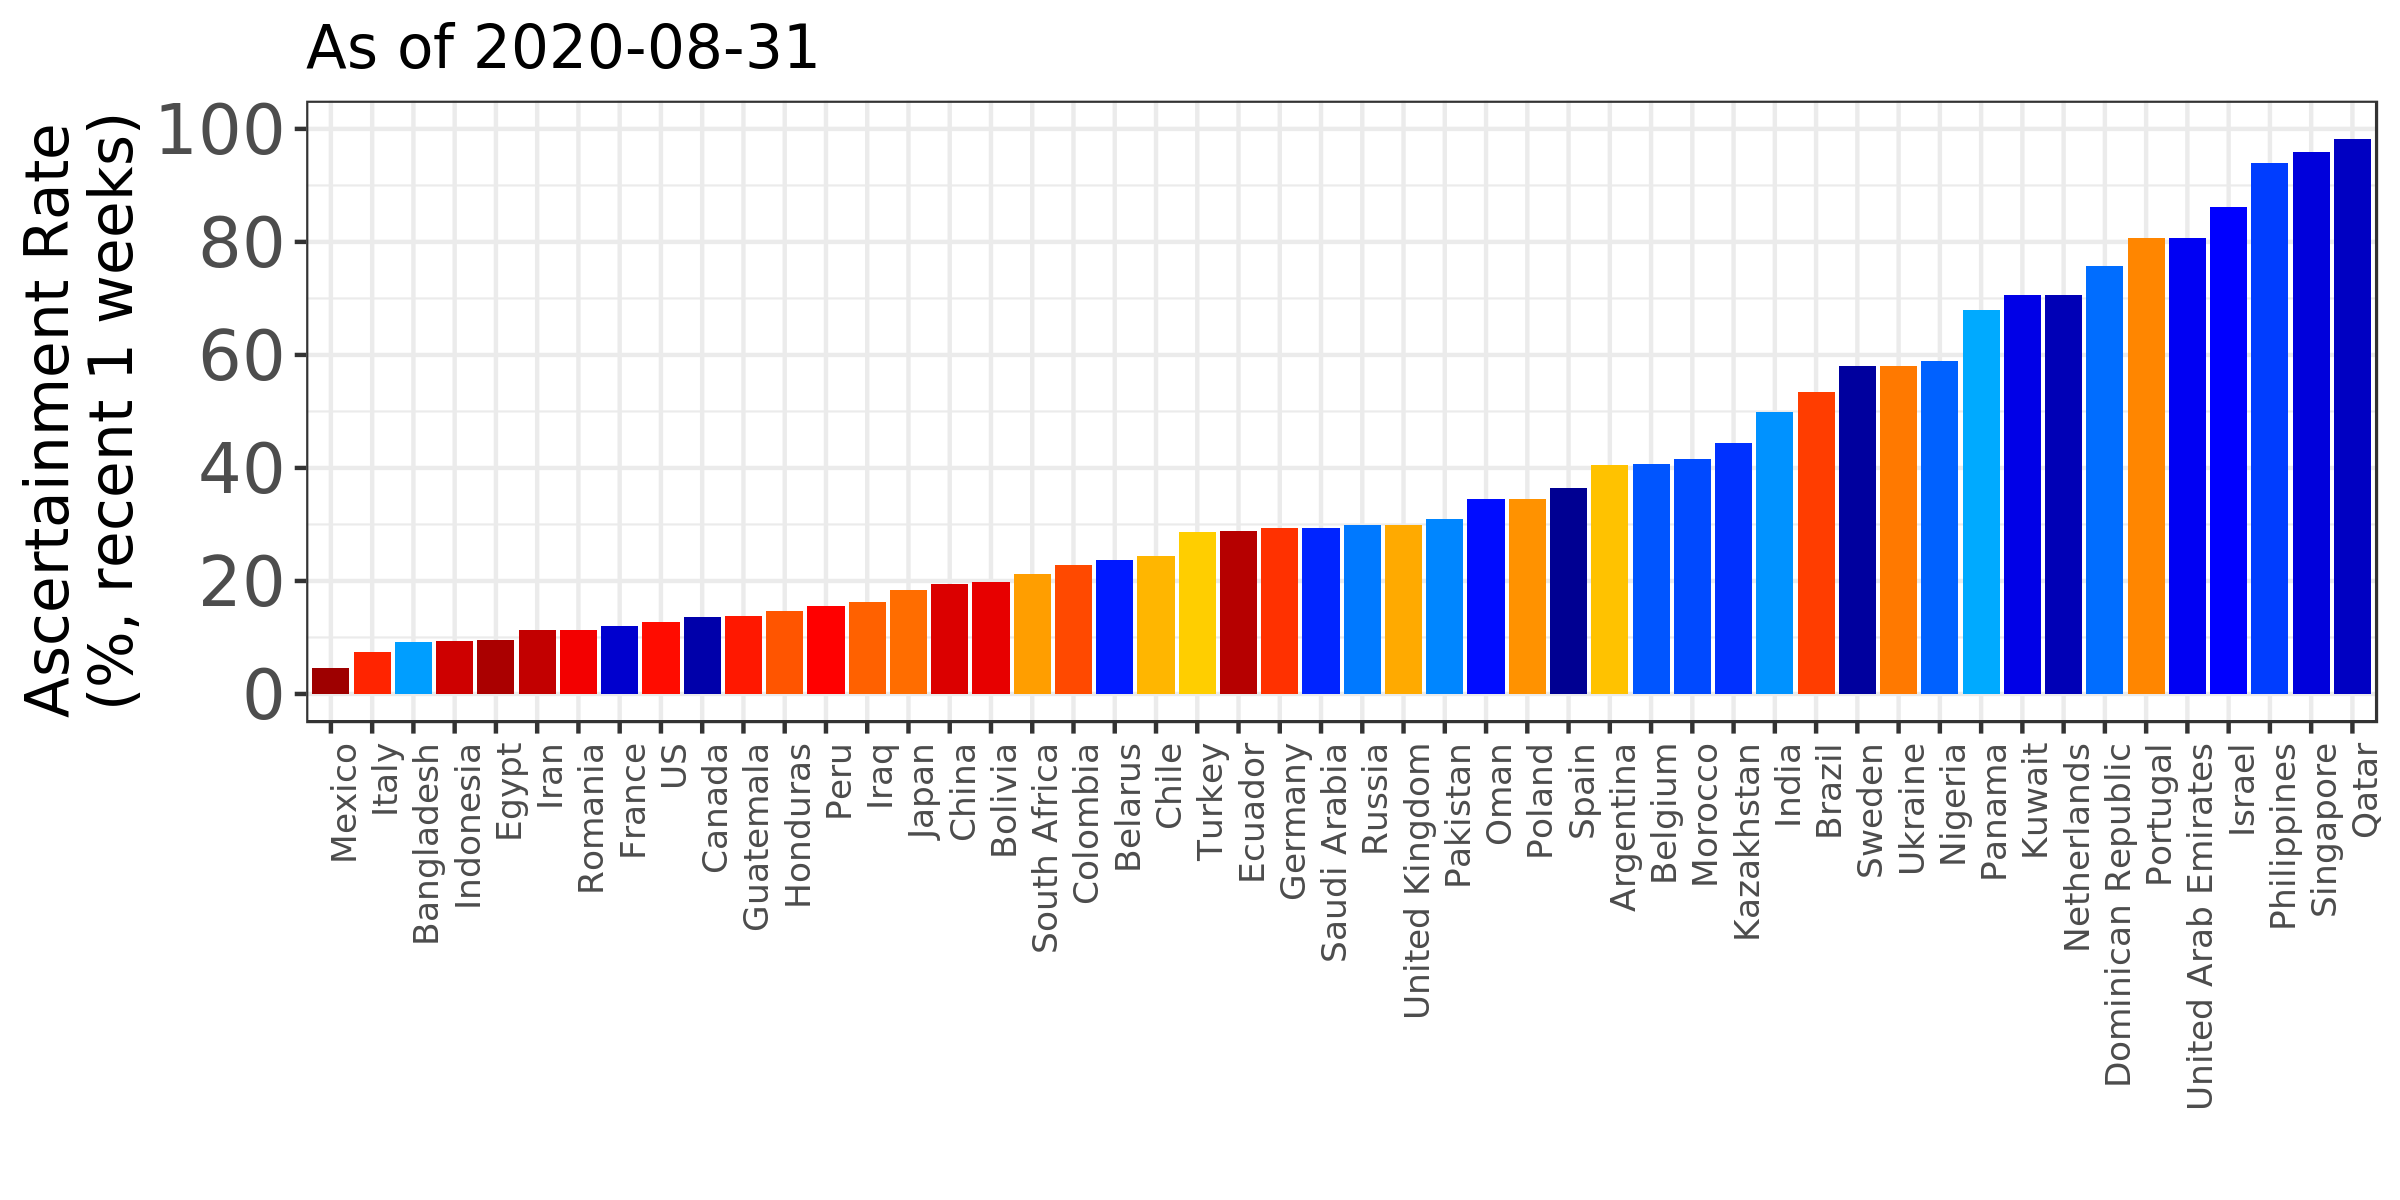 As of 2020-08-31
Ascertainment Rate
(%, recent 1 weeks)
100
80
60
40
20
0
Mexico
Italy
Bangladesh
Indonesia
Egypt
Iran
Romania
France
US
Canada
Guatemala
Honduras
Peru
Iraq
Japan
China
Bolivia
South Africa
Colombia
Belarus
Chile
Turkey
Ecuador
Germany
Saudi Arabia
Russia
United Kingdom
Pakistan
Oman
Poland
Spain
Argentina
Belgium
Morocco
Kazakhstan
India
Brazil
Sweden
Ukraine
Nigeria
Panama
Kuwait
Netherlands
Dominican Republic
Portugal
United Arab Emirates
Israel
Philippines
Singapore
Qatar